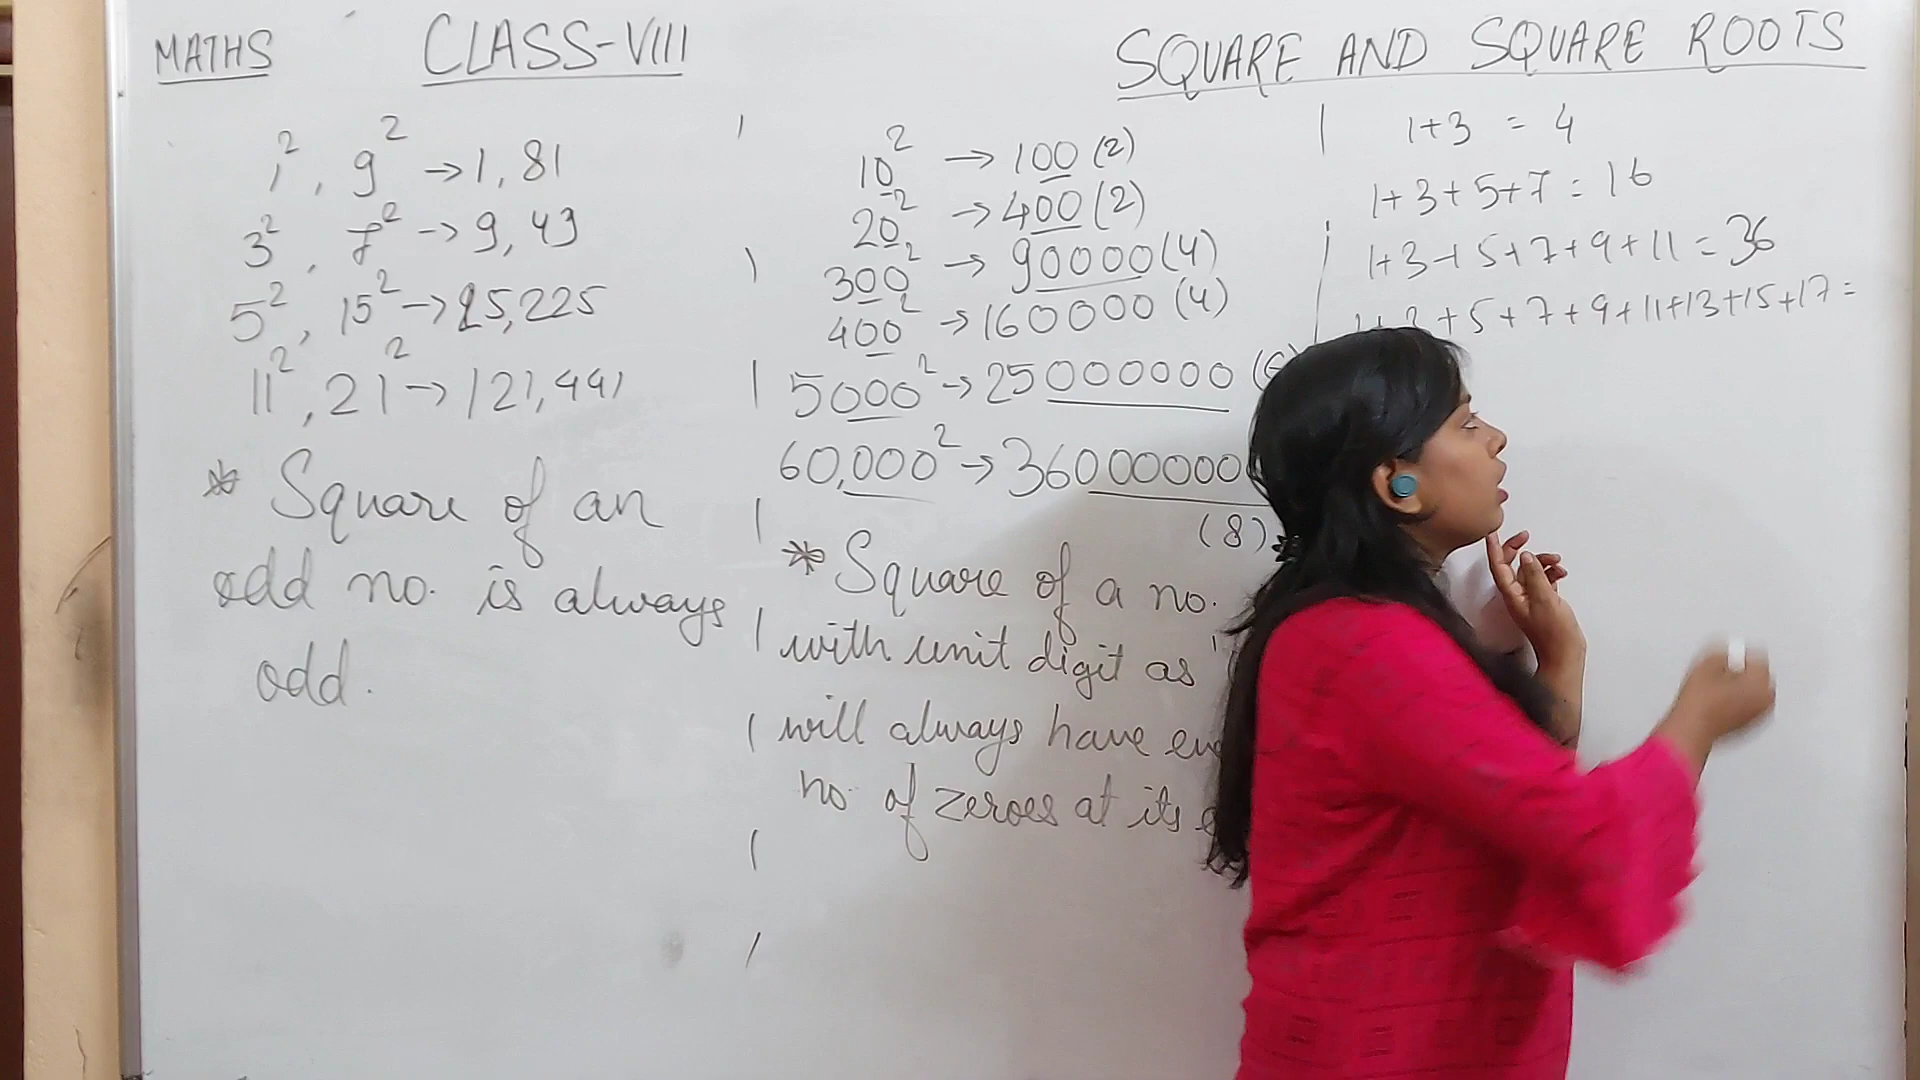 MATHS CLASS-VIII SQUARE AND SQUARE ROOTS
1², 9² → 1, 81
3², 7² → 9, 49
5², 15² → 25,225
11², 21² → 121,441
* Square of an
odd no. is always
odd.
10² → 100 (2)
20² → 400 (2)
300² → 90000 (4)
400² → 160000 (4)
5000² → 25000000 (6
60,000² → 36000000
(8)
* Square of a no.
with unit digit as '
will always have
no. of zeroes at its
1+3 = 4
1+3+5+7 = 16
1+3+5+7+9+11 = 36
1+3+5+7+9+11+13+15+17 =